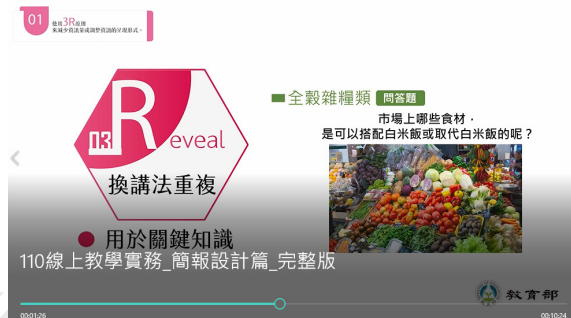 01
使用3R原則
來減少資訊量或調整資訊的呈現形式。
03
Reveal
換講法重複
● 用於關鍵知識
全穀雜糧類 問答題
市場上哪些食材，
是可以搭配白米飯或取代白米飯的呢？
110線上教學實務_簡報設計篇_完整版
教育部
00:01:26
00:10:24